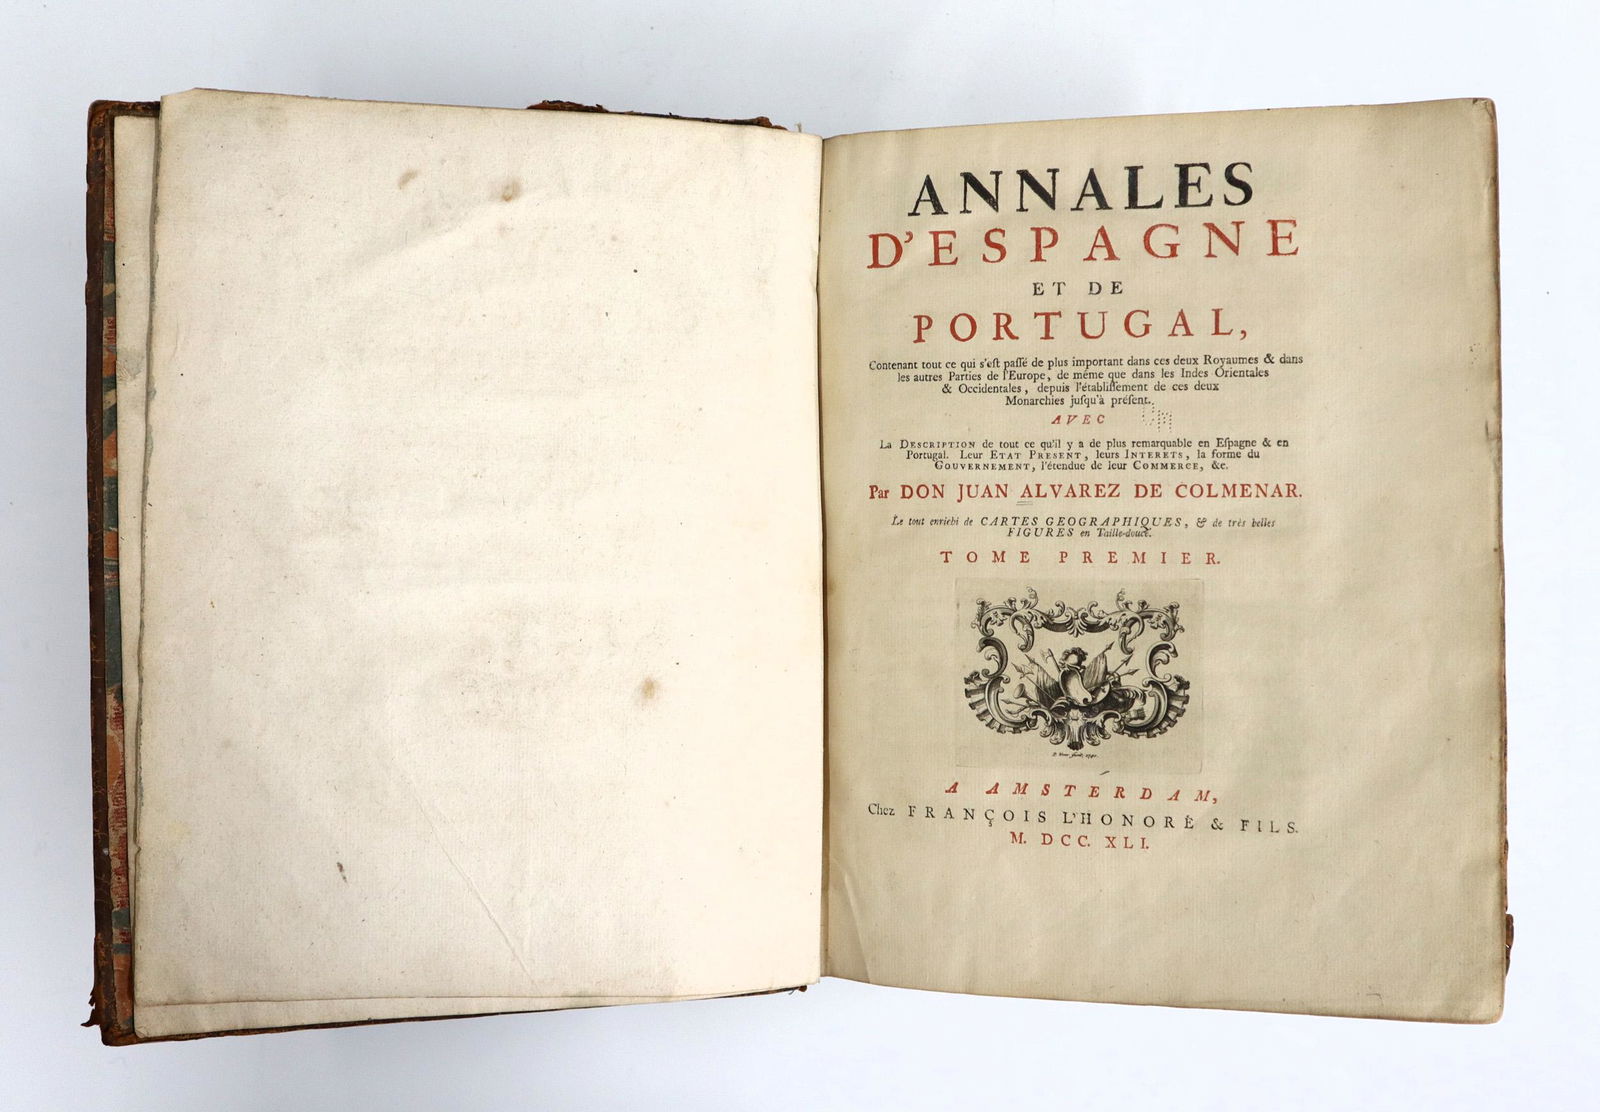 ANNALES
D'ESPAGNE
ET DE
PORTUGAL,
Contenant tout ce qui s'eſt paſſé de plus important dans ces deux Royaumes & dans
les autres Parties de l'Europe, de même que dans les Indes Orientales
& Occidentales, depuis l'établiſſement de ces deux
Monarchies juſqu'à préſent.
AVEC
La DESCRIPTION de tout ce qu'il y a de plus remarquable en Eſpagne & en
Portugal. Leur ETAT PRESENT, leurs INTERETS, la forme du
GOUVERNEMENT, l'étendue de leur COMMERCE, &c.
Par DON JUAN ALVAREZ DE COLMENAR.
Le tout enrichi de CARTES GEOGRAPHIQUES, & de très belles
FIGURES en Taille-douce.
TOME PREMIER.
1740.
A AMSTERDAM,
Chez FRANÇOIS L'HONORÉ & FILS.
M. DCC. XLI.